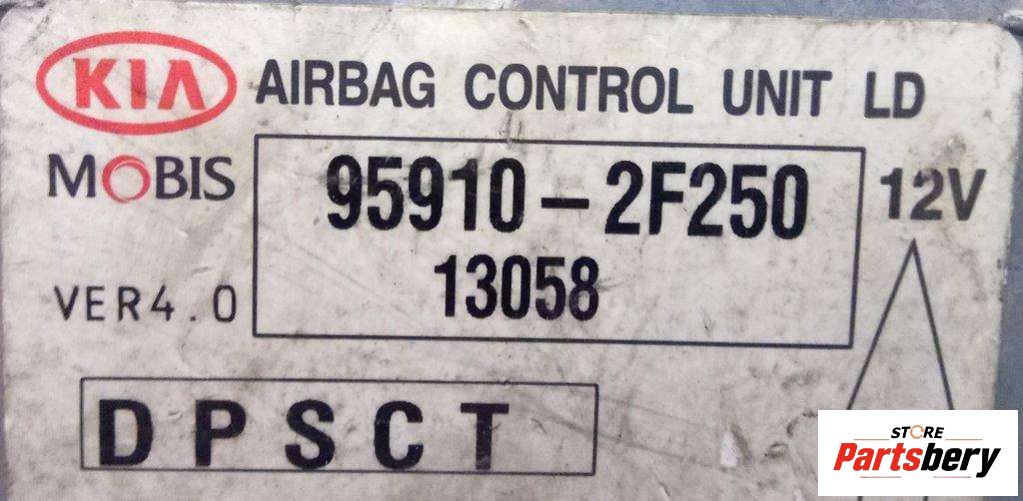 KIA AIRBAG CONTROL UNIT LD
MOBIS 95910-2F250 12V
13058
VER4.0
DPSCT
STORE
Partsbery